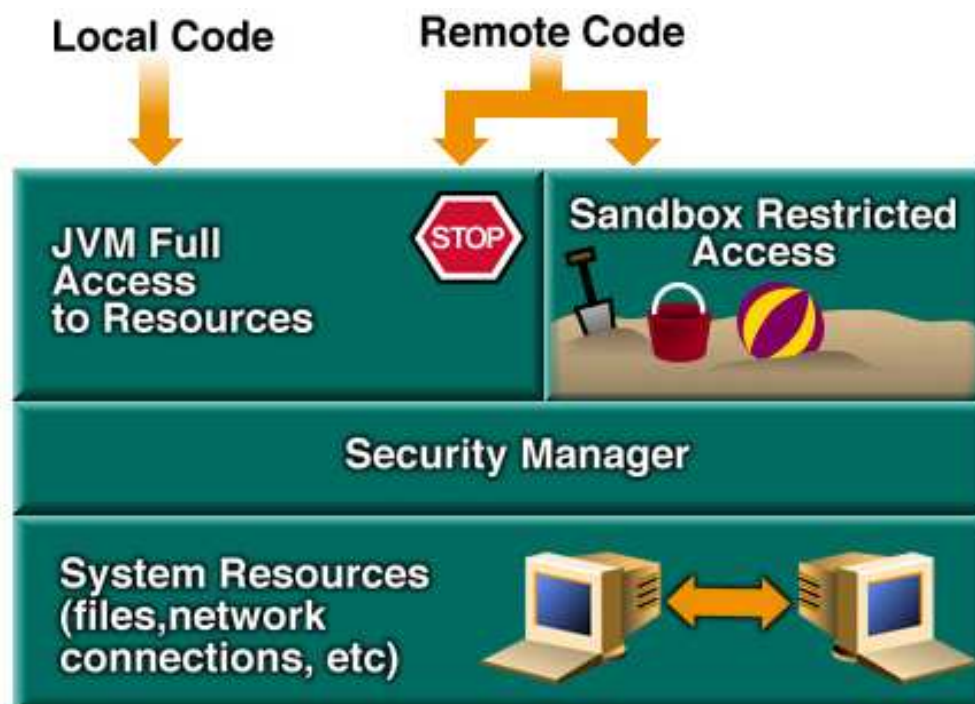 Local Code
Remote Code
JVM Full
Access
to Resources
STOP
Sandbox Restricted
Access
Security Manager
System Resources
(files,network
connections, etc)